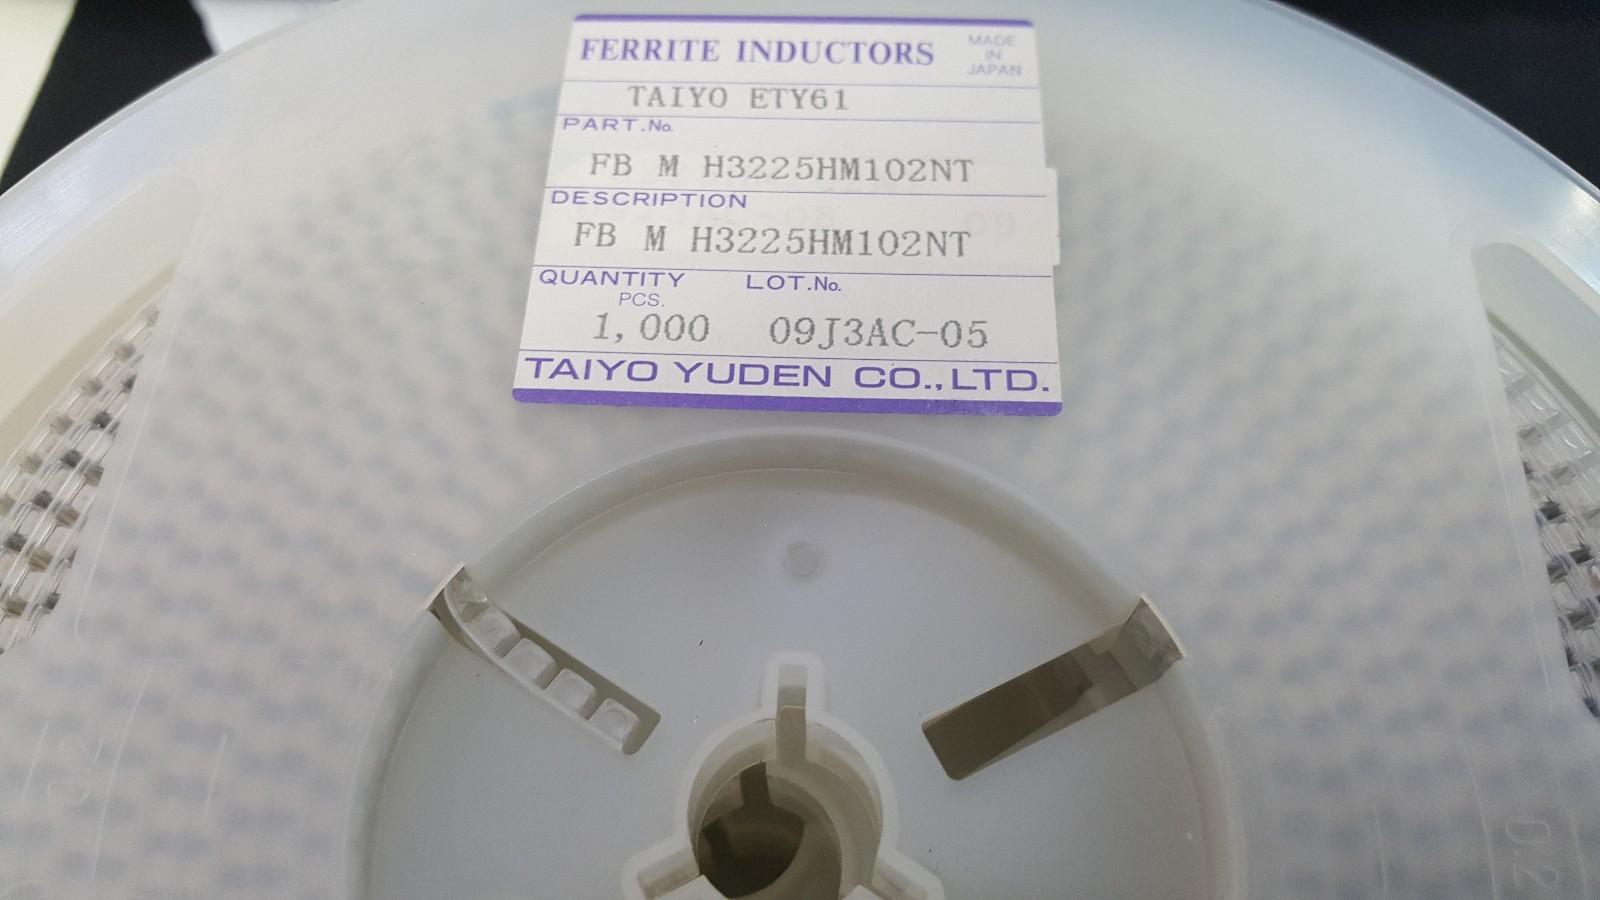 FERRITE INDUCTORS
MADE
IN
JAPAN
TAIYO ETY61
PART.No.
FB M H3225HM102NT
DESCRIPTION
FB M H3225HM102NT
QUANTITY LOT.No.
PCS.
1,000 09J3AC-05
TAIYO YUDEN CO.,LTD.
02